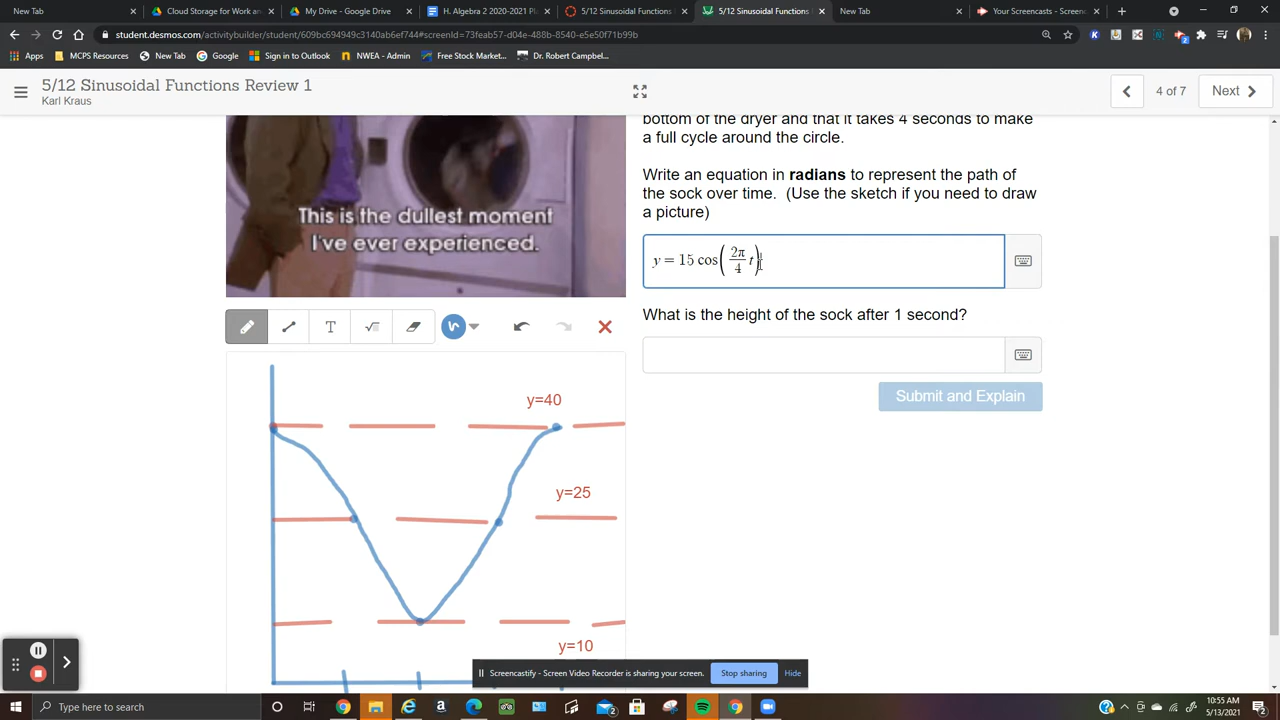 New Tab
Cloud Storage for Work an
My Drive - Google Drive
H. Algebra 2 2020-2021 Pl
5/12 Sinusoidal Functions
5/12 Sinusoidal Functions
New Tab
Your Screencasts - Screenc
student.desmos.com/activitybuilder/student/609bc694949c3140ab6ef744#screenId=73feab57-d04e-488b-8540-e5e50f71b99b
Apps
MCPS Resources
New Tab
Google
Sign in to Outlook
NWEA - Admin
Free Stock Market...
Dr. Robert Campbel...
5/12 Sinusoidal Functions Review 1
Karl Kraus
4 of 7
Next
bottom of the dryer and that it takes 4 seconds to make
a full cycle around the circle.
Write an equation in radians to represent the path of
the sock over time. (Use the sketch if you need to draw
a picture)
This is the dullest moment
I've ever experienced.
y = 15 cos(2π/4 t)
What is the height of the sock after 1 second?
T
√
Submit and Explain
y=40
y=25
y=10
Screencastify - Screen Video Recorder is sharing your screen.
Stop sharing
Hide
Type here to search
10:55 AM
5/13/2021